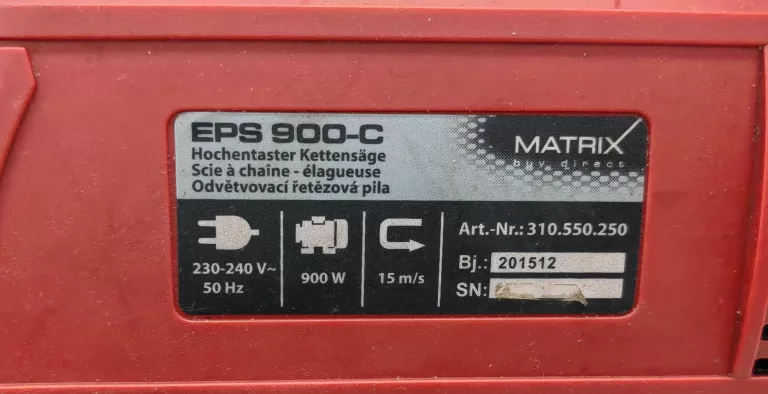 EPS 900-C
Hochentaster Kettensäge
Scie à chaîne - élagueuse
Odvětvovací řetězová pila
MATRIX
buy direct
230-240 V~
50 Hz
900 W
15 m/s
Art.-Nr.: 310.550.250
Bj.: 201512
SN: